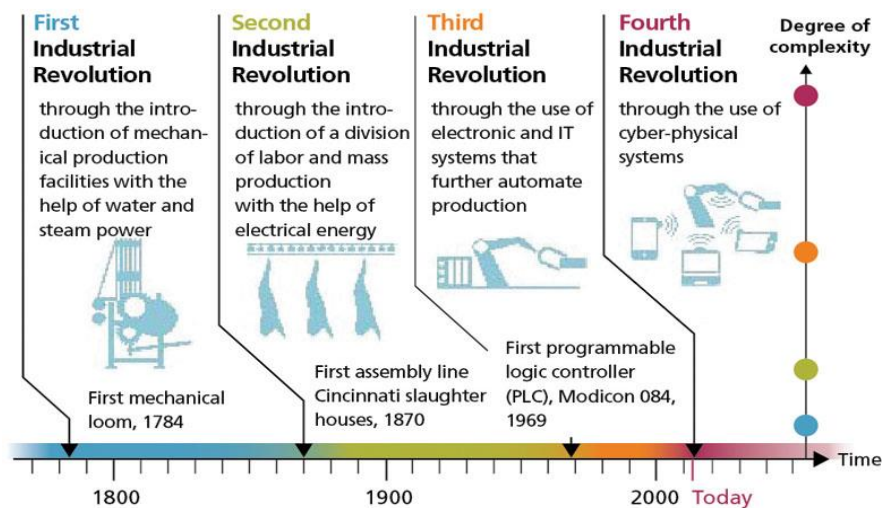 First
Industrial
Revolution
through the intro-
duction of mechan-
ical production
facilities with the
help of water and
steam power
First mechanical
loom, 1784
Second
Industrial
Revolution
through the intro-
duction of a division
of labor and mass
production
with the help of
electrical energy
First assembly line
Cincinnati slaughter
houses, 1870
Third
Industrial
Revolution
through the use of
electronic and IT
systems that
further automate
production
First programmable
logic controller
(PLC), Modicon 084,
1969
Fourth
Industrial
Revolution
through the use of
cyber-physical
systems
Degree of
complexity
Time
1800
1900
2000
Today